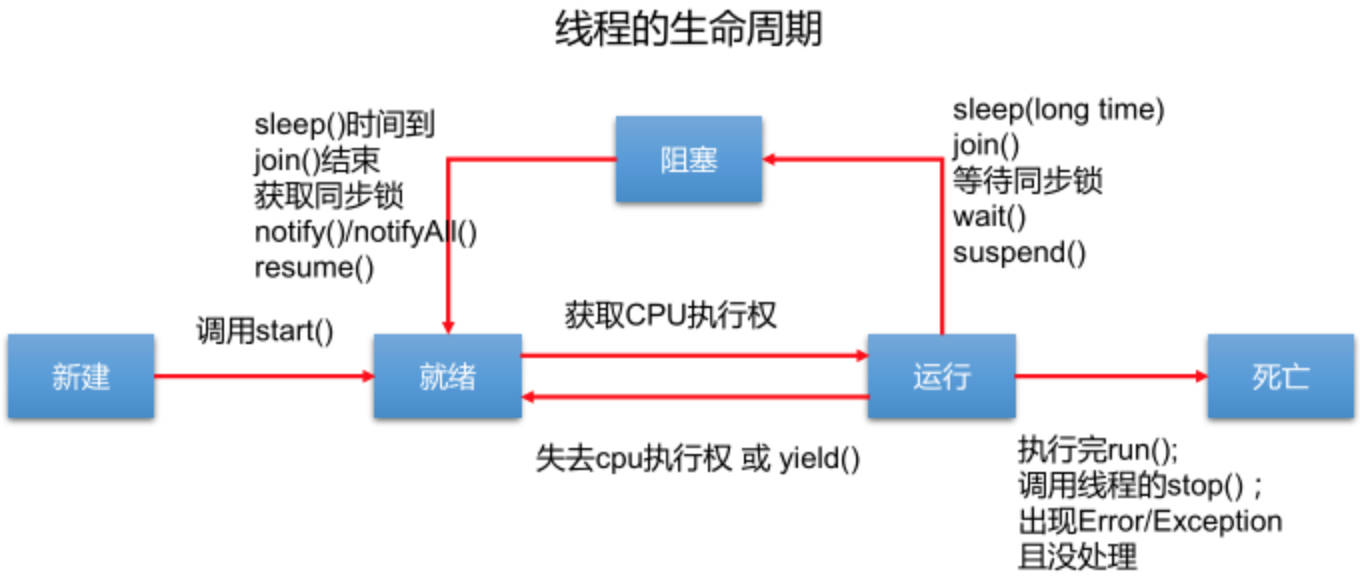 线程的生命周期
sleep()时间到
join()结束
获取同步锁
notify()/notifyAll()
resume()
阻塞
sleep(long time)
join()
等待同步锁
wait()
suspend()
调用start()
获取CPU执行权
新建
就绪
运行
死亡
失去cpu执行权 或 yield()
执行完run();
调用线程的stop()；
出现Error/Exception
且没处理